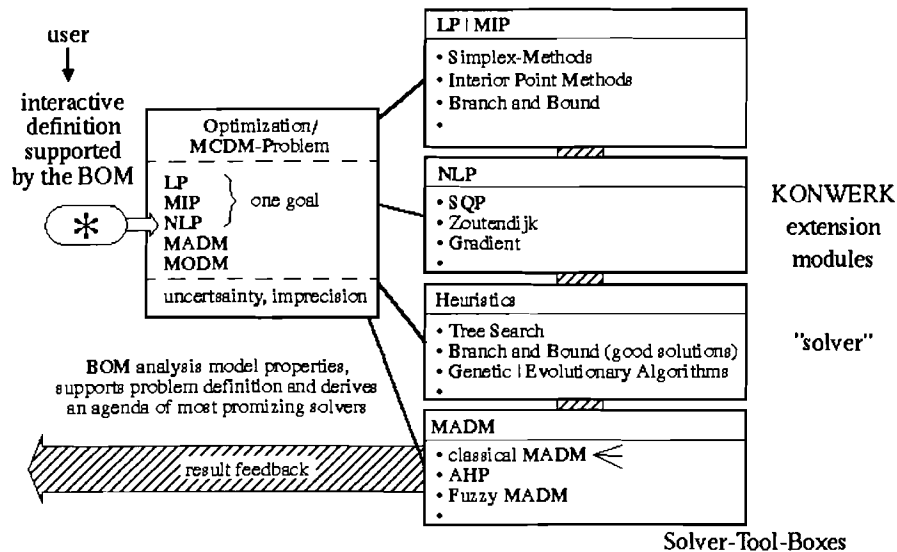 user
interactive
definition
supported
by the BOM
*
Optimization/
MCDM-Problem
LP
MIP
NLP
one goal
MADM
MODM
uncertsainty, imprecision
BOM analysis model properties,
supports problem definition and derives
an agenda of most promizing solvers
result feedback
LP | MIP
• Simplex-Methods
• Interior Point Methods
• Branch and Bound
•
NLP
• SQP
• Zoutendijk
• Gradient
•
Heuristics
• Tree Search
• Branch and Bound (good solutions)
• Genetic | Evolutionary Algorithms
•
MADM
• classical MADM
• AHP
• Fuzzy MADM
•
KONWERK
extension
modules
"solver"
Solver-Tool-Boxes